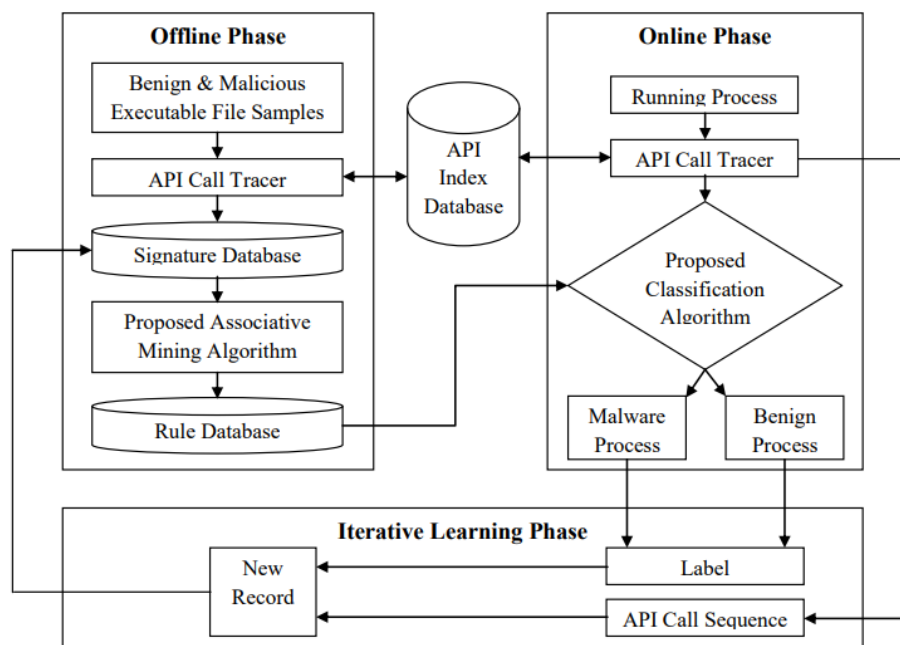 Offline Phase
Benign & Malicious
Executable File Samples
API Call Tracer
Signature Database
Proposed Associative
Mining Algorithm
Rule Database
API
Index
Database
Online Phase
Running Process
API Call Tracer
Proposed
Classification
Algorithm
Malware
Process
Benign
Process
Iterative Learning Phase
New
Record
Label
API Call Sequence